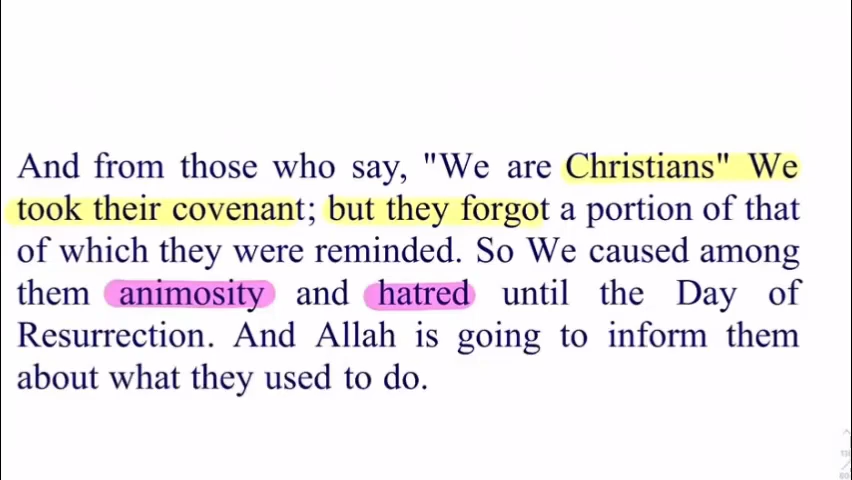 And from those who say, "We are Christians" We
took their covenant; but they forgot a portion of that
of which they were reminded. So We caused among
them animosity and hatred until the Day of
Resurrection. And Allah is going to inform them
about what they used to do.